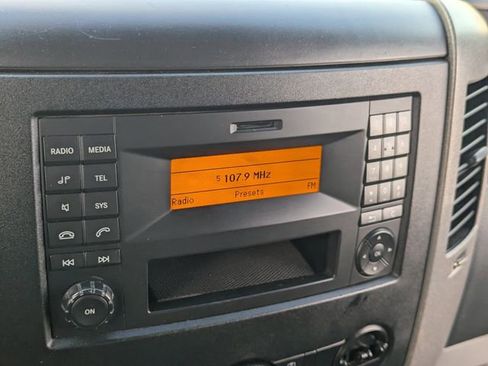 RADIO MEDIA
TEL
SYS
5 107.9 MHz
Radio Presets FM
ON